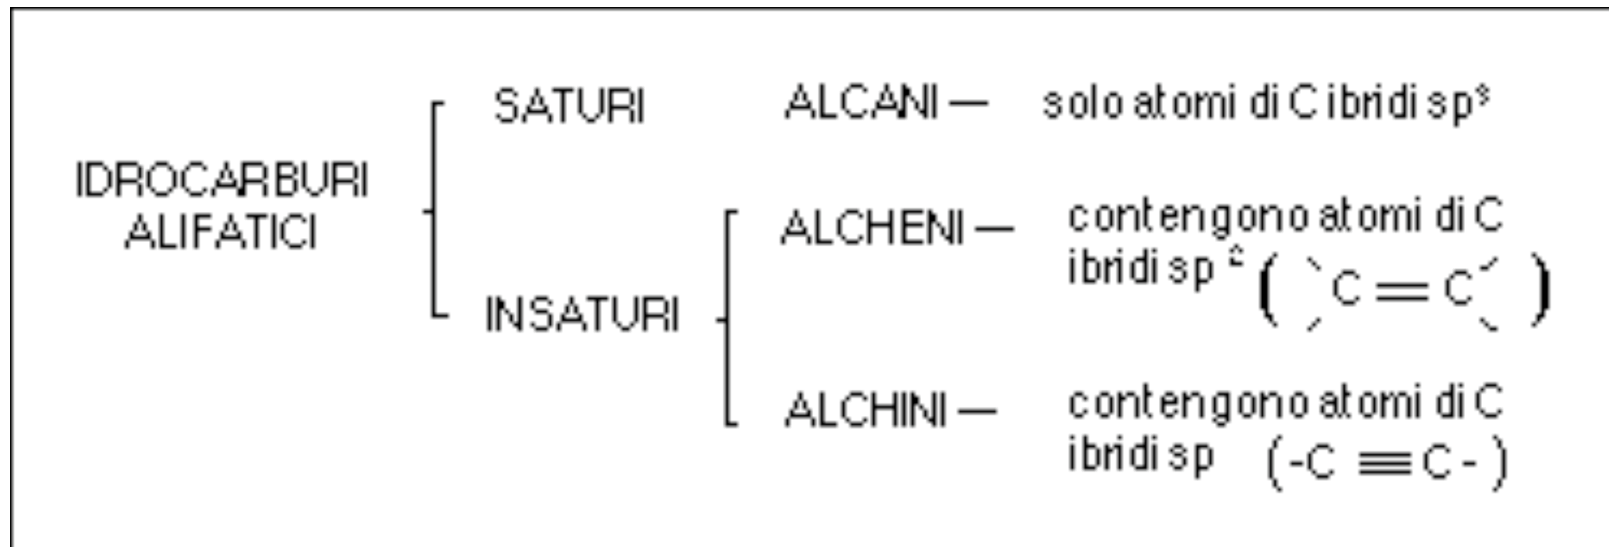 SATURI
ALCANI — solo atomi di C ibridi sp³
IDROCARBURI
ALIFATICI
ALCHENI — contengono atomi di C
ibridi sp² ( C = C )
INSATURI
ALCHINI — contengono atomi di C
ibridi sp (-C ≡ C-)